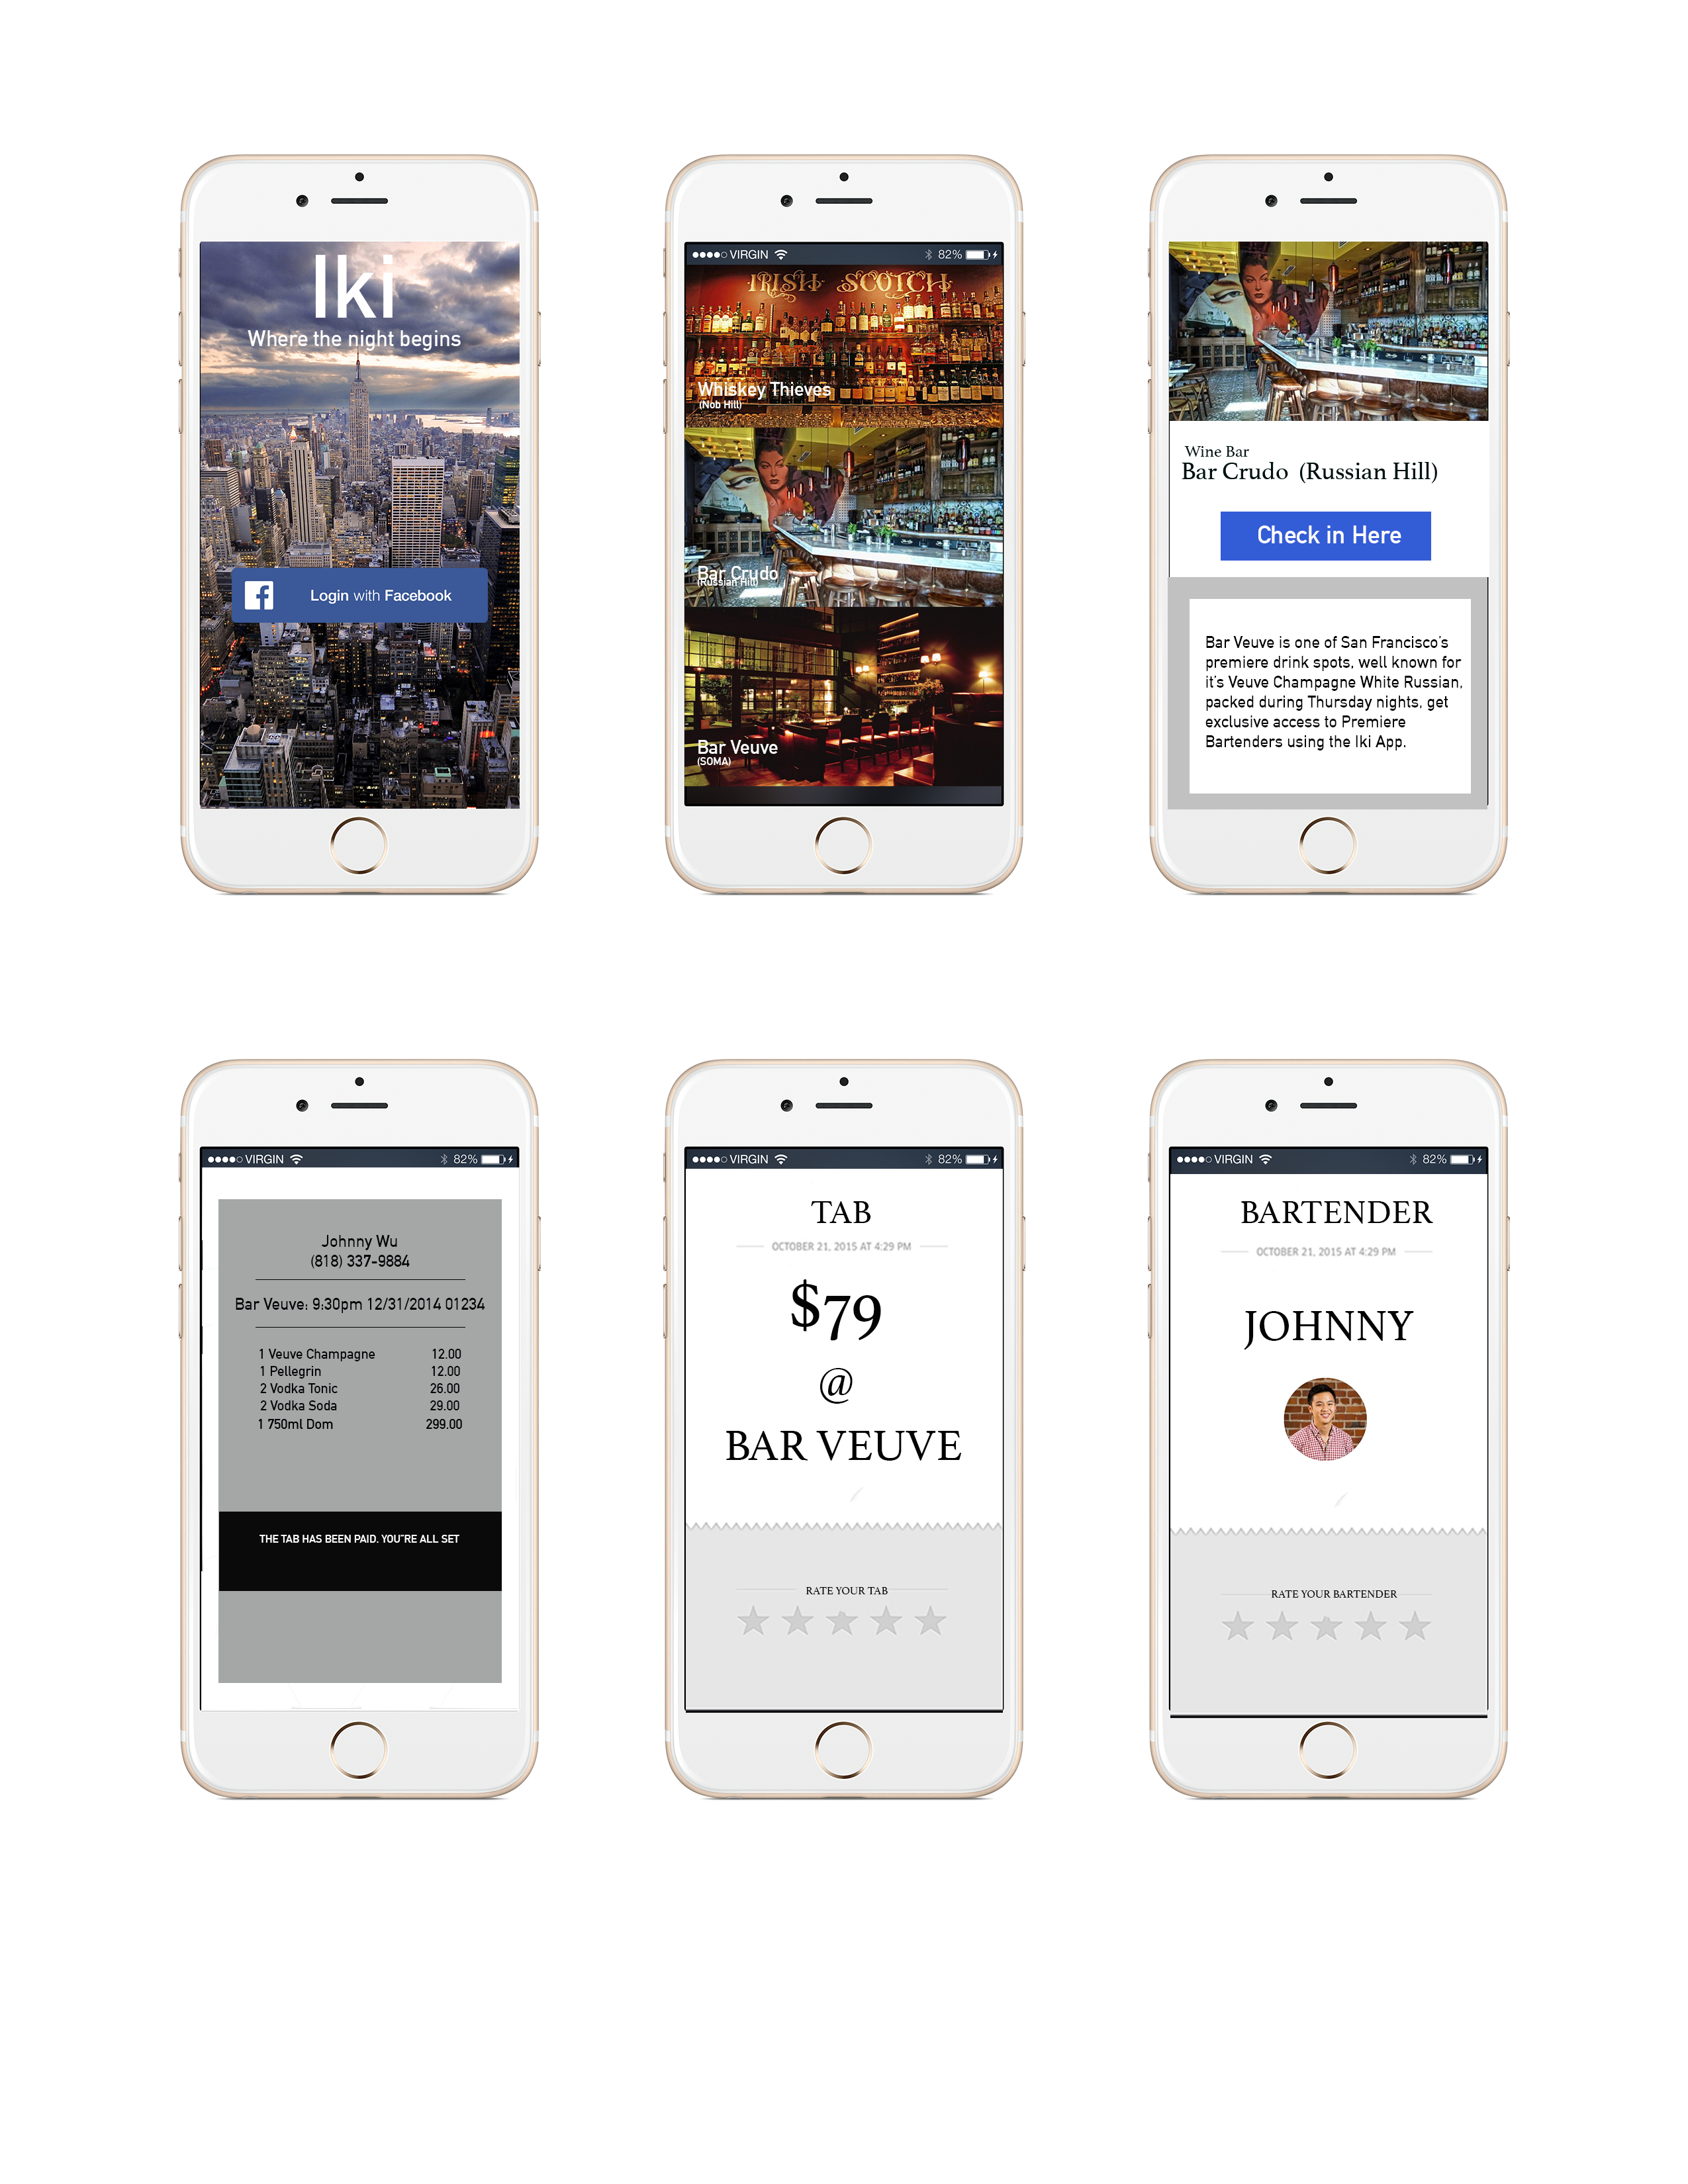 Iki
Where the night begins
Login with Facebook
VIRGIN 82%
IRISH SCOTCH
Whiskey Thieves
(Nob Hill)
Bar Crudo
(Russian Hill)
Bar Veuve
(SOMA)
Wine Bar
Bar Crudo (Russian Hill)
Check in Here
Bar Veuve is one of San Francisco's
premiere drink spots, well known for
it's Veuve Champagne White Russian,
packed during Thursday nights, get
exclusive access to Premiere
Bartenders using the Iki App.
VIRGIN 82%
Johnny Wu
(818) 337-9884
Bar Veuve: 9:30pm 12/31/2014 01234
1 Veuve Champagne 12.00
1 Pellegrin 12.00
2 Vodka Tonic 26.00
2 Vodka Soda 29.00
1 750ml Dom 299.00
THE TAB HAS BEEN PAID. YOU"RE ALL SET
VIRGIN 82%
TAB
OCTOBER 21, 2015 AT 4:29 PM
$79
@
BAR VEUVE
RATE YOUR TAB
VIRGIN 82%
BARTENDER
OCTOBER 21, 2015 AT 4:29 PM
JOHNNY
RATE YOUR BARTENDER